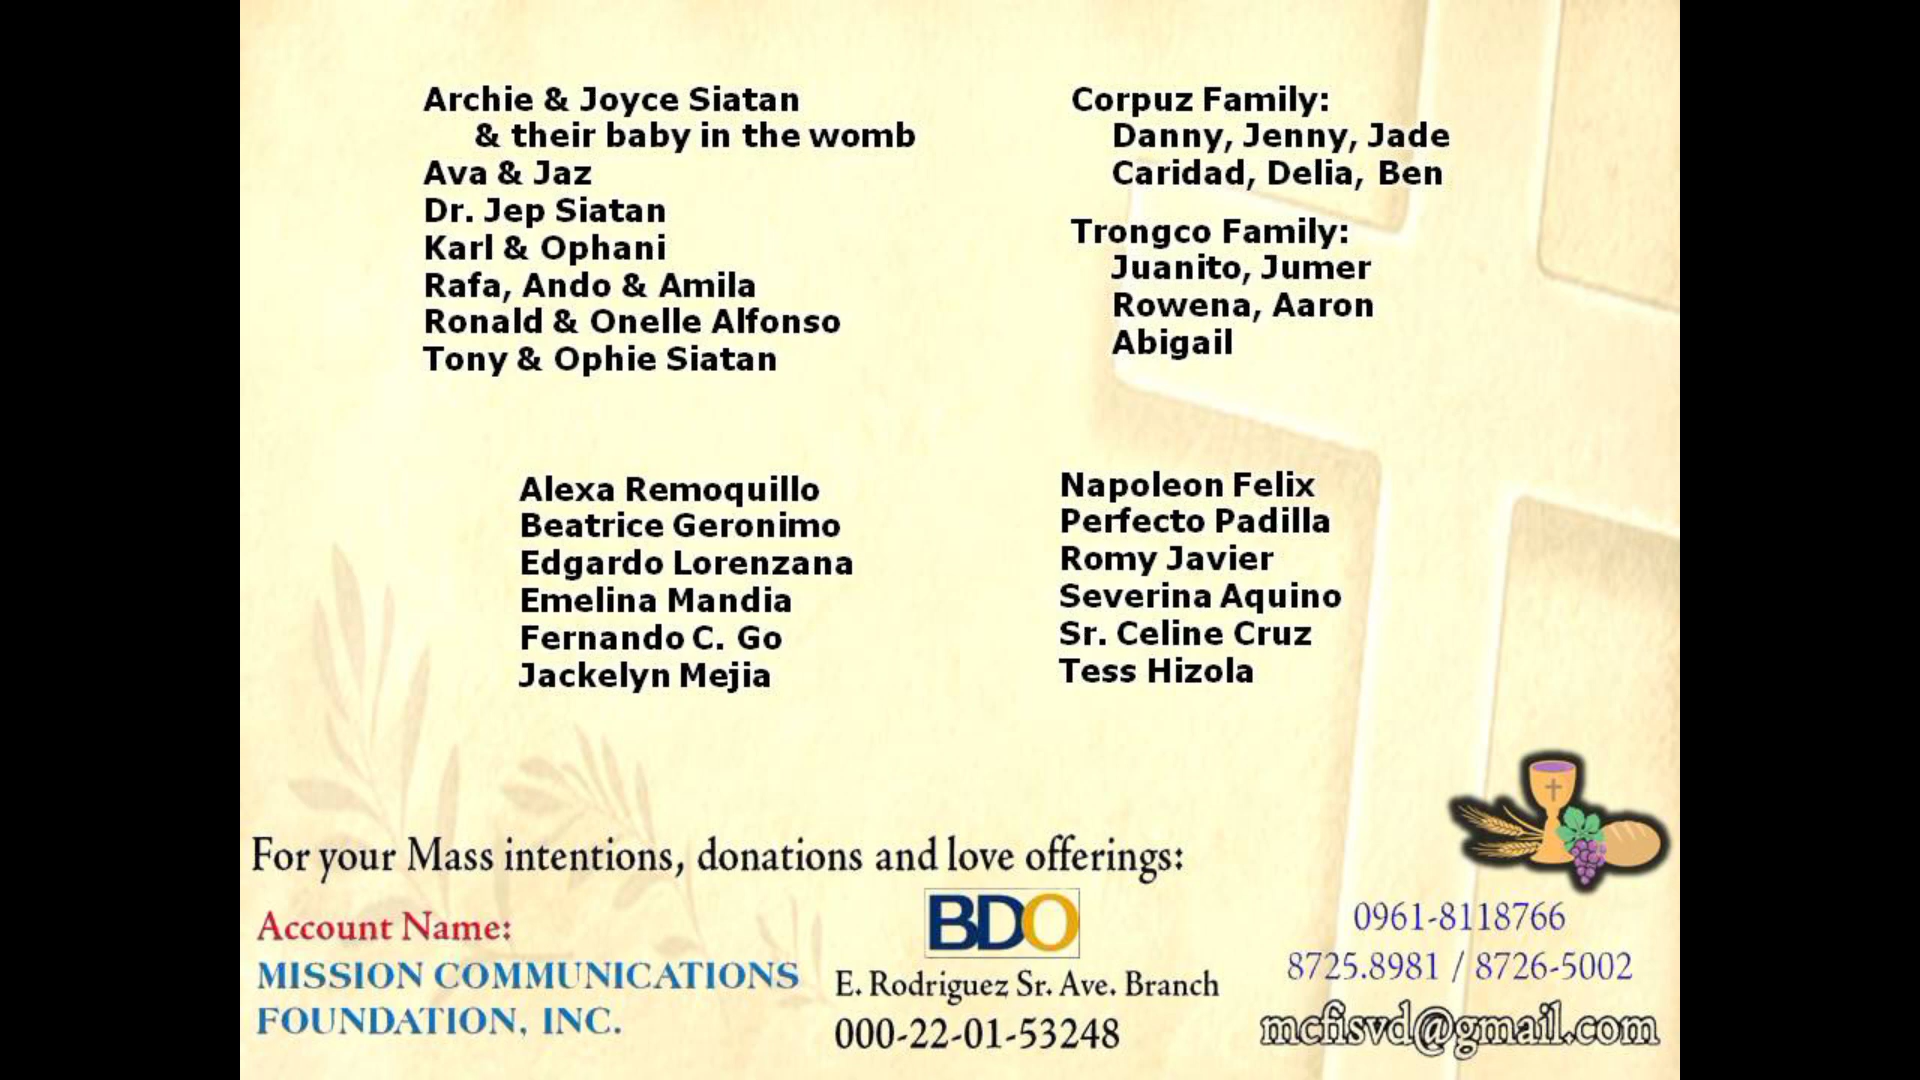 Archie & Joyce Siatan
& their baby in the womb
Ava & Jaz
Dr. Jep Siatan
Karl & Ophani
Rafa, Ando & Amila
Ronald & Onelle Alfonso
Tony & Ophie Siatan
Corpuz Family:
Danny, Jenny, Jade
Caridad, Delia, Ben
Trongco Family:
Juanito, Jumer
Rowena, Aaron
Abigail
Alexa Remoquillo
Beatrice Geronimo
Edgardo Lorenzana
Emelina Mandia
Fernando C. Go
Jackelyn Mejia
Napoleon Felix
Perfecto Padilla
Romy Javier
Severina Aquino
Sr. Celine Cruz
Tess Hizola
For your Mass intentions, donations and love offerings:
Account Name:
MISSION COMMUNICATIONS
FOUNDATION, INC.
BDO
E. Rodriguez Sr. Ave. Branch
000-22-01-53248
0961-8118766
8725.8981 / 8726-5002
mcfisvd@gmail.com